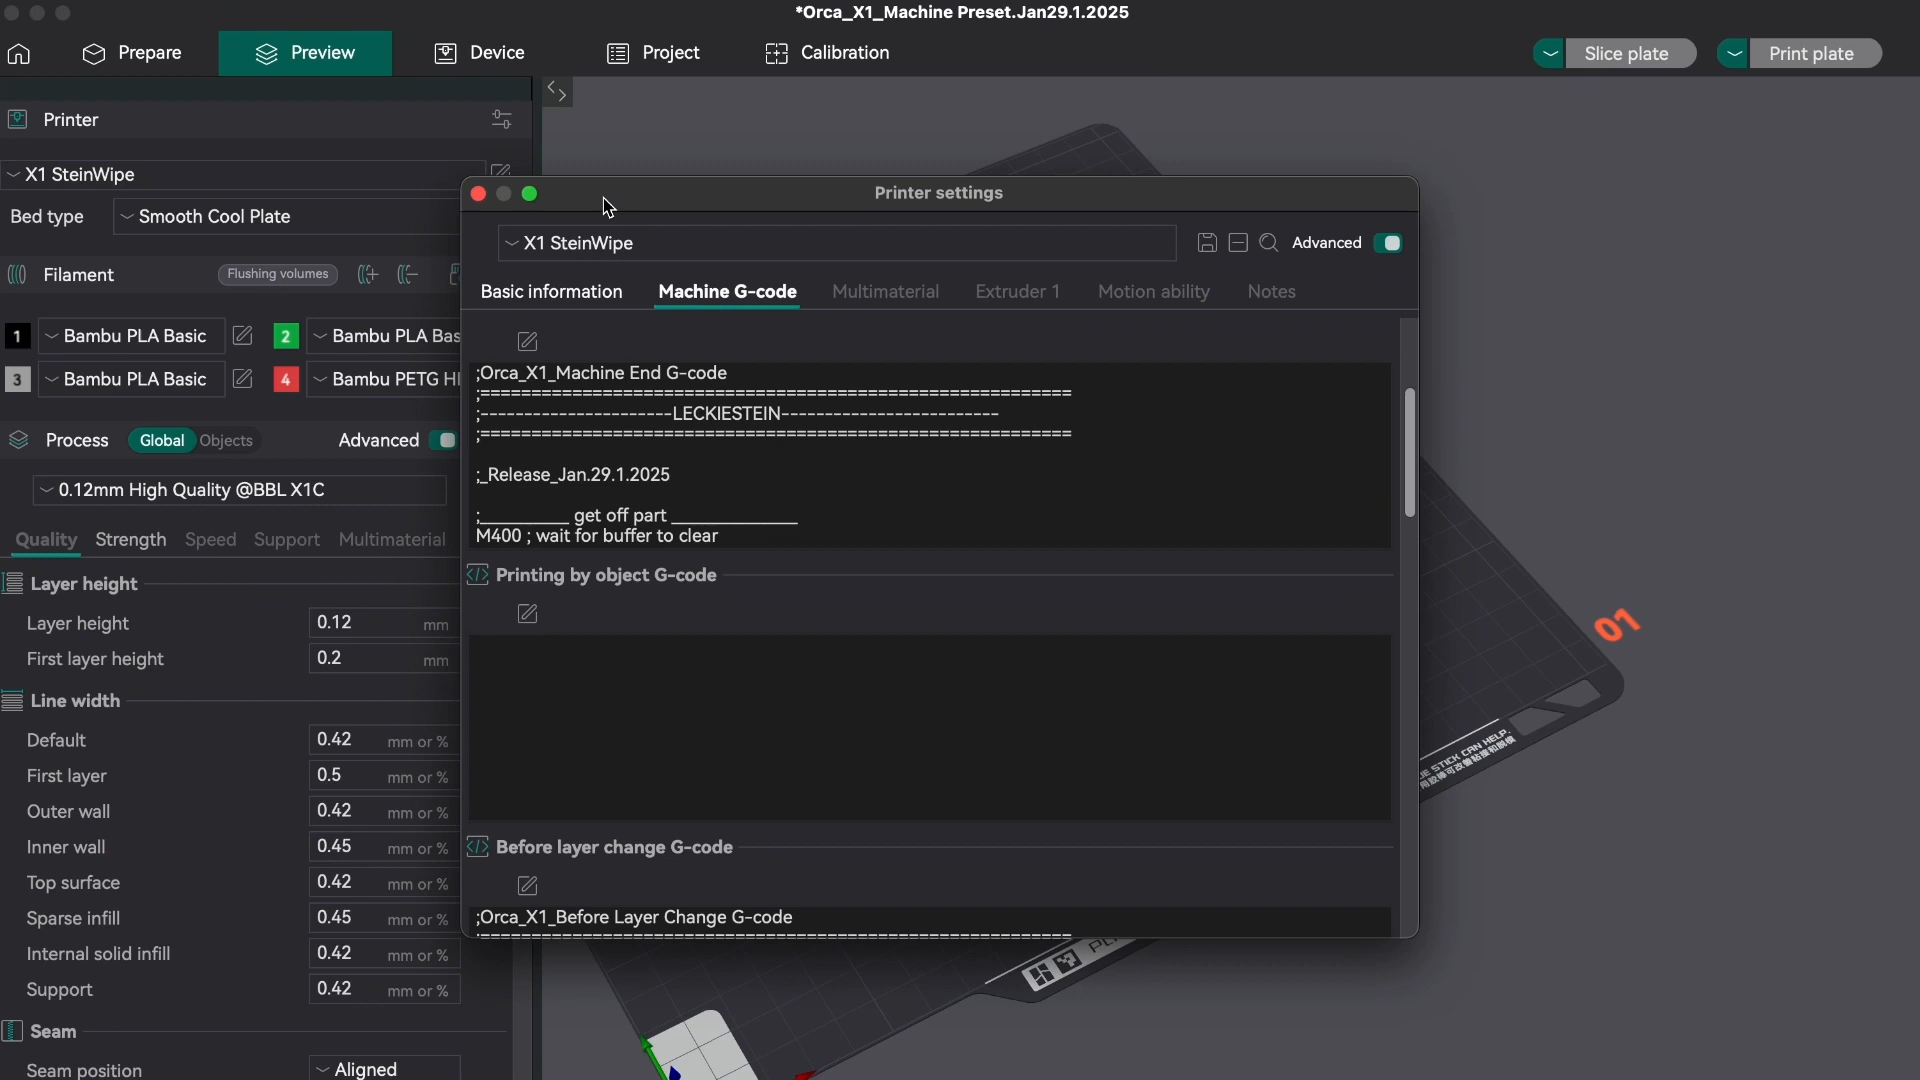 *Orca_X1_Machine Preset.Jan29.1.2025
Prepare
Preview
Device
Project
Calibration
Slice plate
Print plate
Printer
X1 SteinWipe
Bed type
Smooth Cool Plate
Filament
Flushing volumes
1
Bambu PLA Basic
2
Bambu PLA Bas
3
Bambu PLA Basic
4
Bambu PETG H
Process
Global
Objects
Advanced
0.12mm High Quality @BBL X1C
Quality
Strength
Speed
Support
Multimaterial
Layer height
Layer height
0.12
mm
First layer height
0.2
mm
Line width
Default
0.42
mm or %
First layer
0.5
mm or %
Outer wall
0.42
mm or %
Inner wall
0.45
mm or %
Top surface
0.42
mm or %
Sparse infill
0.45
mm or %
Internal solid infill
0.42
mm or %
Support
0.42
mm or %
Seam
Seam position
Aligned
Printer settings
X1 SteinWipe
Advanced
Basic information
Machine G-code
Multimaterial
Extruder 1
Motion ability
Notes
;Orca_X1_Machine End G-code
;==========================================================
;----------------------LECKIESTEIN-------------------------
;==========================================================
;_Release_Jan.29.1.2025
;__________ get off part ______________
M400 ; wait for buffer to clear
Printing by object G-code
Before layer change G-code
;Orca_X1_Before Layer Change G-code
;==========================================================
01
STICK CAN HELP.